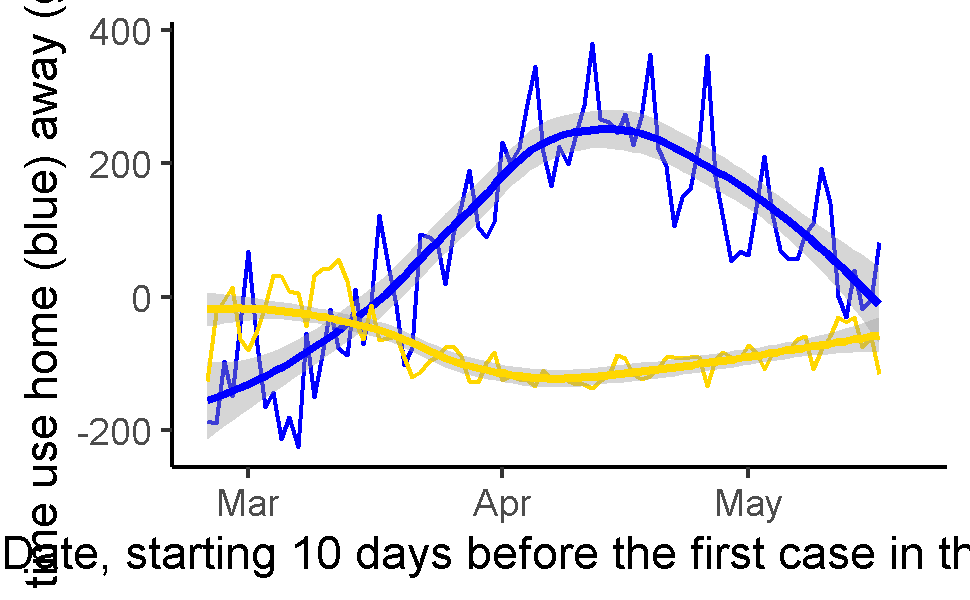 time use home (blue) away (
400
200
0
-200
Mar Apr May
Date, starting 10 days before the first case in th